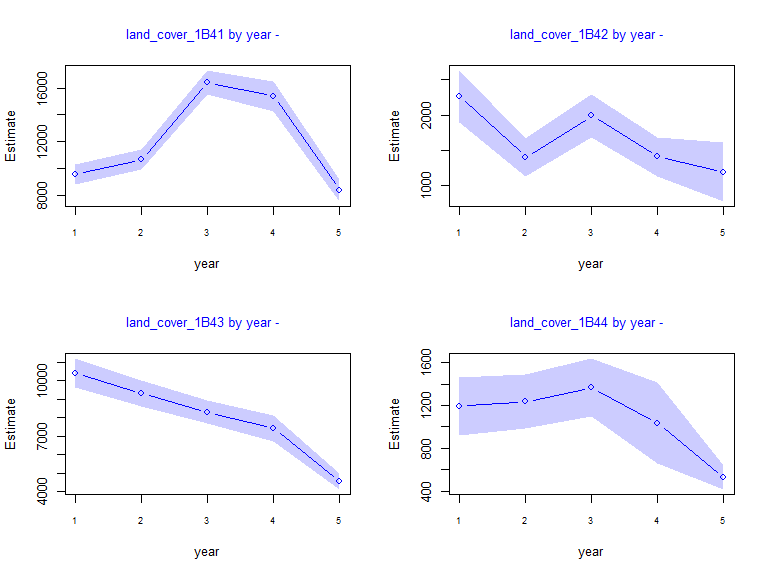 land_cover_1B41 by year -
Estimate
8000
12000
16000
1 2 3 4 5
year
land_cover_1B42 by year -
Estimate
1000
2000
1 2 3 4 5
year
land_cover_1B43 by year -
Estimate
4000
7000
10000
1 2 3 4 5
year
land_cover_1B44 by year -
Estimate
400
800
1200
1600
1 2 3 4 5
year